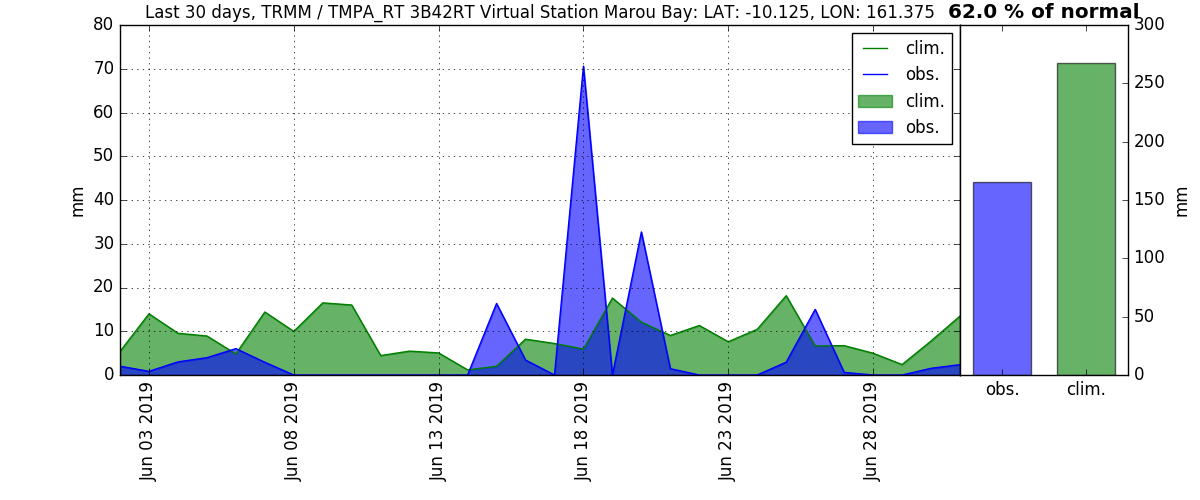 Last 30 days, TRMM / TMPA_RT 3B42RT Virtual Station Marou Bay: LAT: -10.125, LON: 161.375
62.0 % of normal
80
70
60
50
40
30
20
10
0
mm
clim.
obs.
clim.
obs.
Jun 03 2019
Jun 08 2019
Jun 13 2019
Jun 18 2019
Jun 23 2019
Jun 28 2019
300
250
200
150
100
50
0
mm
obs.
clim.